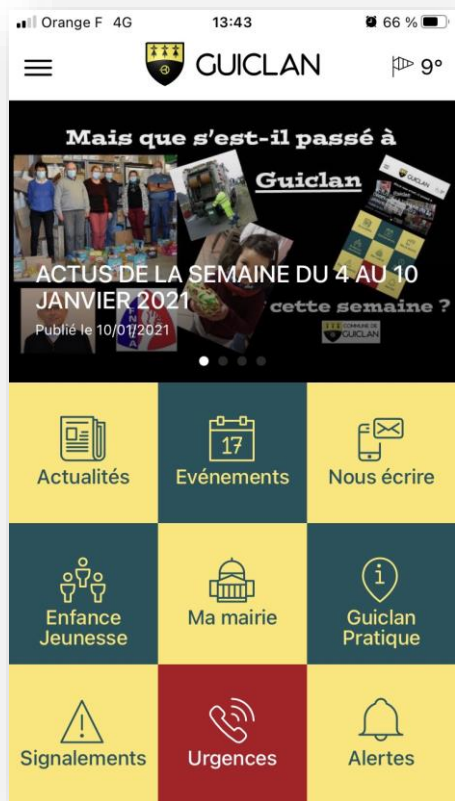 Orange F 4G 13:43 66 %
GUICLAN 9°
Mais que s'est-il passé à
Guiclan
ACTUS DE LA SEMAINE DU 4 AU 10
JANVIER 2021
cette semaine ?
Publié le 10/01/2021
COMMUNE DE
GUICLAN
17
Actualités Evénements Nous écrire
i
Enfance
Jeunesse
Ma mairie
Guiclan
Pratique
!
Signalements Urgences Alertes